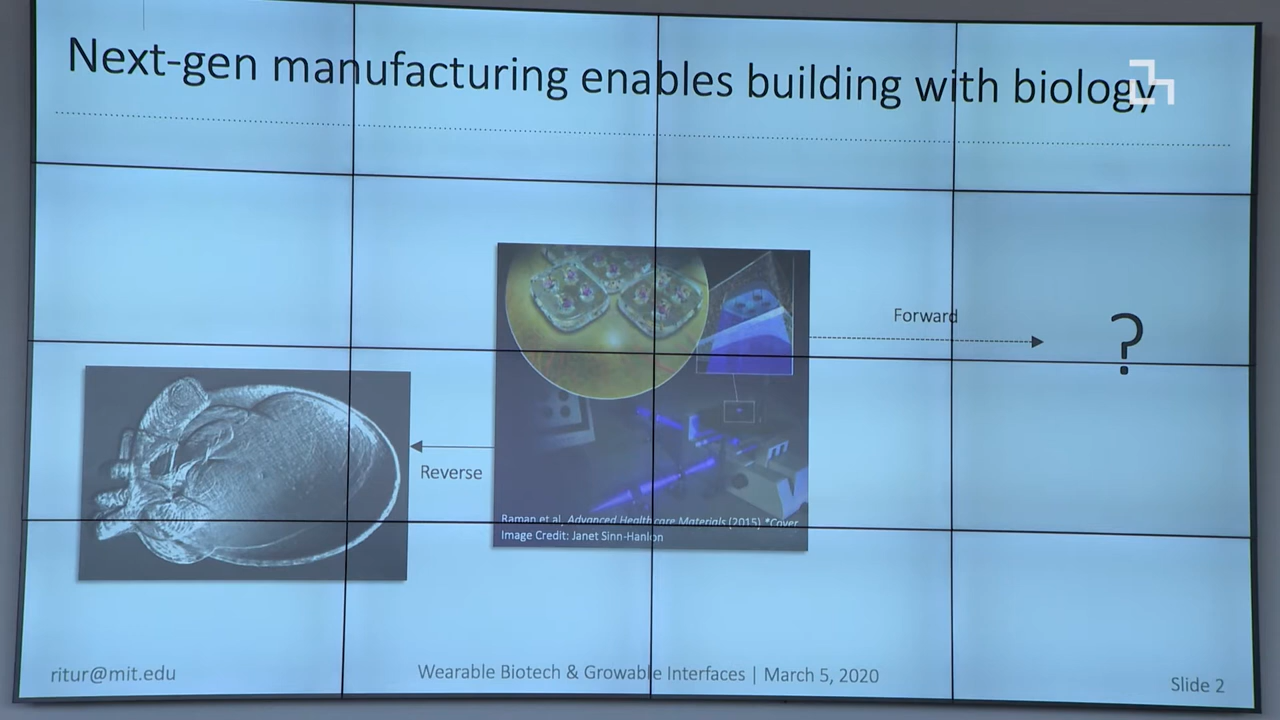 Next-gen manufacturing enables building with biology
Forward
?
Reverse
Raman et al, Advanced Healthcare Materials (2015) *Cover
Image Credit: Janet Sinn-Hanlon
ritur@mit.edu
Wearable Biotech & Growable Interfaces | March 5, 2020
Slide 2